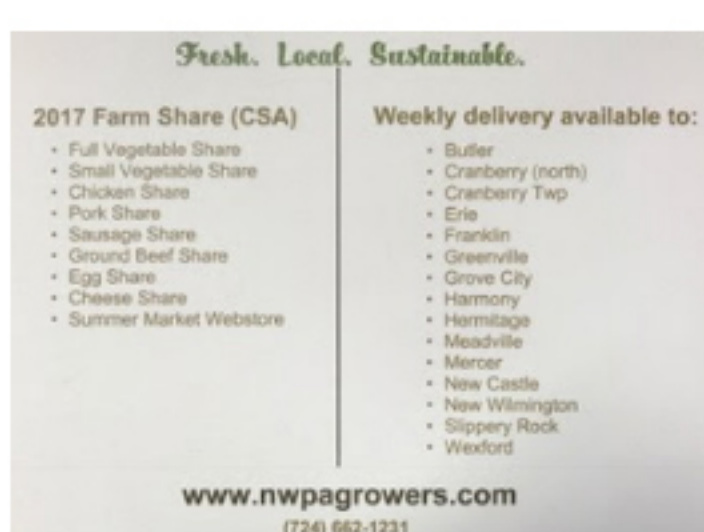 Fresh. Local. Sustainable.
2017 Farm Share (CSA)
• Full Vegetable Share
• Small Vegetable Share
• Chicken Share
• Pork Share
• Sausage Share
• Ground Beef Share
• Egg Share
• Cheese Share
• Summer Market Webstore
Weekly delivery available to:
• Butler
• Cranberry (north)
• Cranberry Twp
• Erie
• Franklin
• Greenville
• Grove City
• Harmony
• Hermitage
• Meadville
• Mercer
• New Castle
• New Wilmington
• Slippery Rock
• Wexford
www.nwpagrowers.com
(724) 662-1231